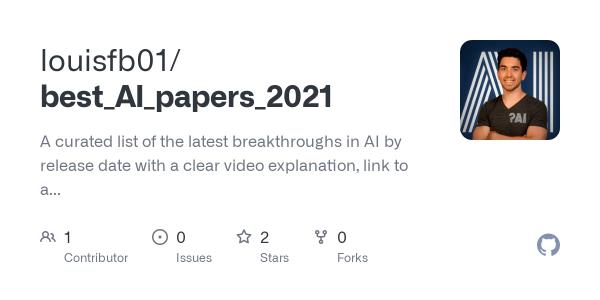 louisfb01/
best_AI_papers_2021
A curated list of the latest breakthroughs in AI by
release date with a clear video explanation, link to
a...
AI
?AI
1
Contributor
0
Issues
2
Stars
0
Forks